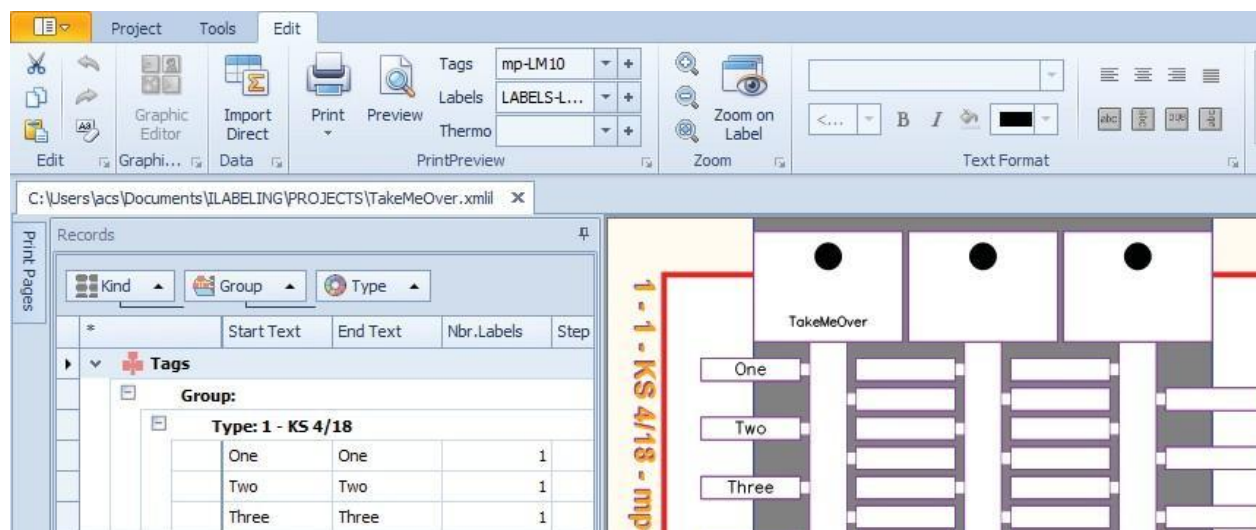 Project Tools Edit
Tags mp-LM10
Labels LABELS-L...
Thermo
Graphic Editor
Import Direct
Print
Preview
Zoom on Label
<...
B I
abc
Edit Graphi... Data PrintPreview Zoom Text Format
C:\Users\acs\Documents\ILABELING\PROJECTS\TakeMeOver.xmlil
Print Pages
Records
Kind Group Type
* Start Text End Text Nbr.Labels Step
Tags
Group:
Type: 1 - KS 4/18
One One 1
Two Two 1
Three Three 1
1 - 1 - KS 4/18 - mp
TakeMeOver
One
Two
Three